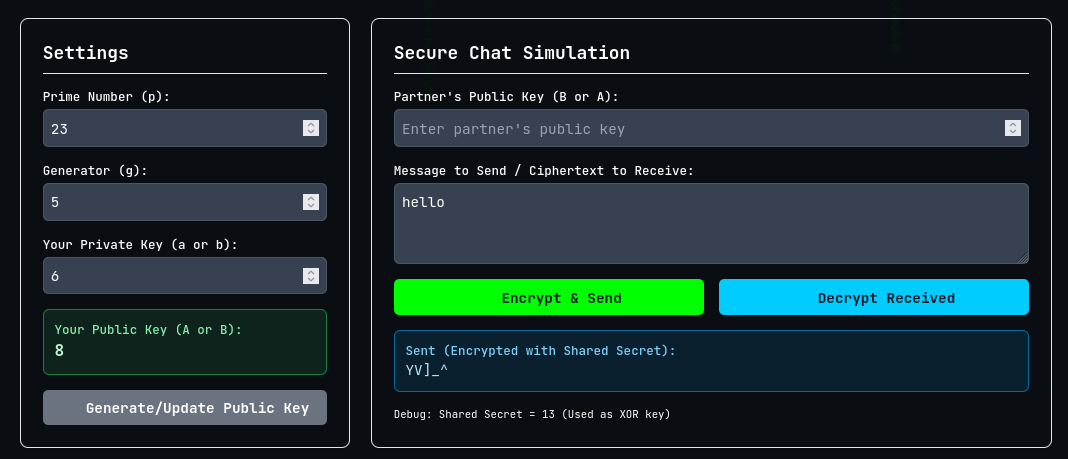 Settings
Prime Number (p):
23
Generator (g):
5
Your Private Key (a or b):
6
Your Public Key (A or B):
8
Generate/Update Public Key
Secure Chat Simulation
Partner's Public Key (B or A):
Enter partner's public key
Message to Send / Ciphertext to Receive:
hello
Encrypt & Send
Decrypt Received
Sent (Encrypted with Shared Secret):
YV]_^
Debug: Shared Secret = 13 (Used as XOR key)